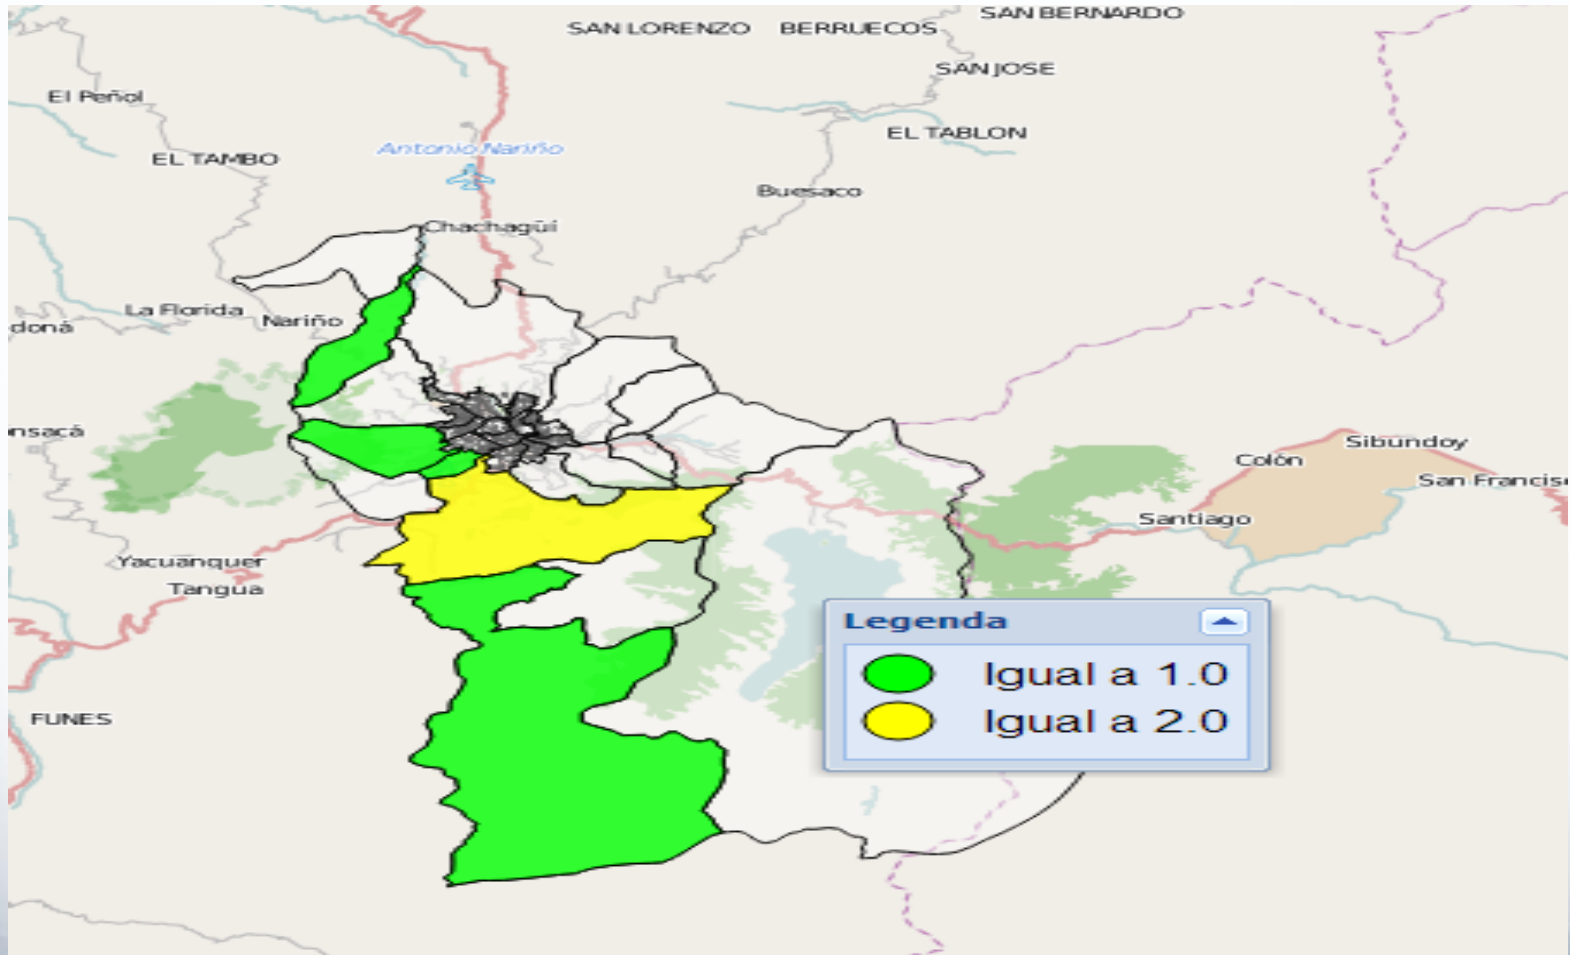 SAN BERNARDO
SAN LORENZO
BERRUECOS
SAN JOSE
El Peñol
EL TABLON
Antonio Nariño
EL TAMBO
Buesaco
Chachagüí
La Florida
Nariño
doná
nsacá
Sibundoy
Colón
San Francis
Santiago
Yacuanquer
Tangua
Legenda
Igual a 1.0
FUNES
Igual a 2.0